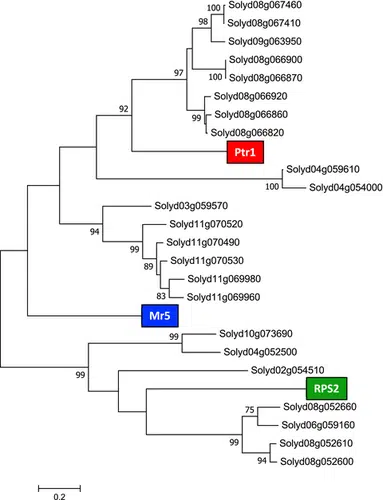 Solyd08g067460
100
Solyd08g067410
98
Solyd09g063950
97
Solyd08g066900
100
Solyd08g066870
Solyd08g066920
92
99
Solyd08g066860
Solyd08g066820
Ptr1
Solyd04g059610
100
Solyd04g054000
Solyd03g059570
94
Solyd11g070520
99
Solyd11g070490
89
Solyd11g070530
Solyd11g069980
83
Solyd11g069960
Mr5
99
Solyd10g073690
Solyd04g052500
99
Solyd02g054510
RPS2
75
Solyd08g052660
Solyd06g059160
99
Solyd08g052610
94
Solyd08g052600
0.2